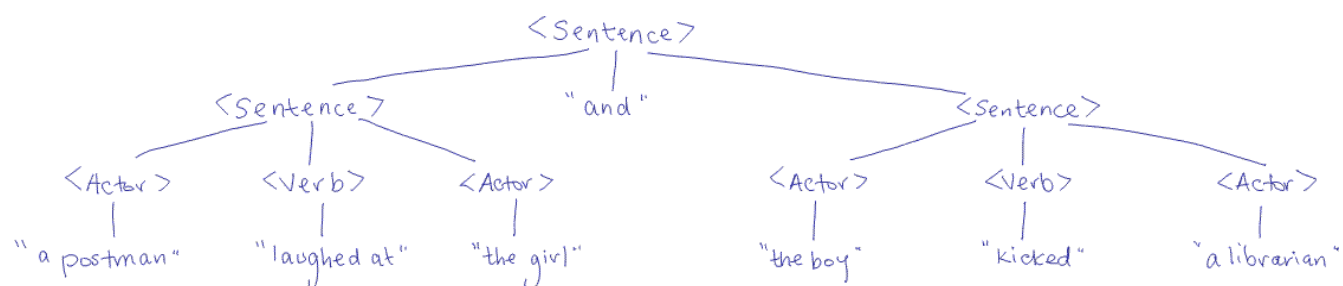 <Sentence>
<Sentence> "and" <Sentence>
<Actor> <Verb> <Actor> <Actor> <Verb> <Actor>
"a postman" "laughed at" "the girl" "the boy" "kicked" "a librarian"